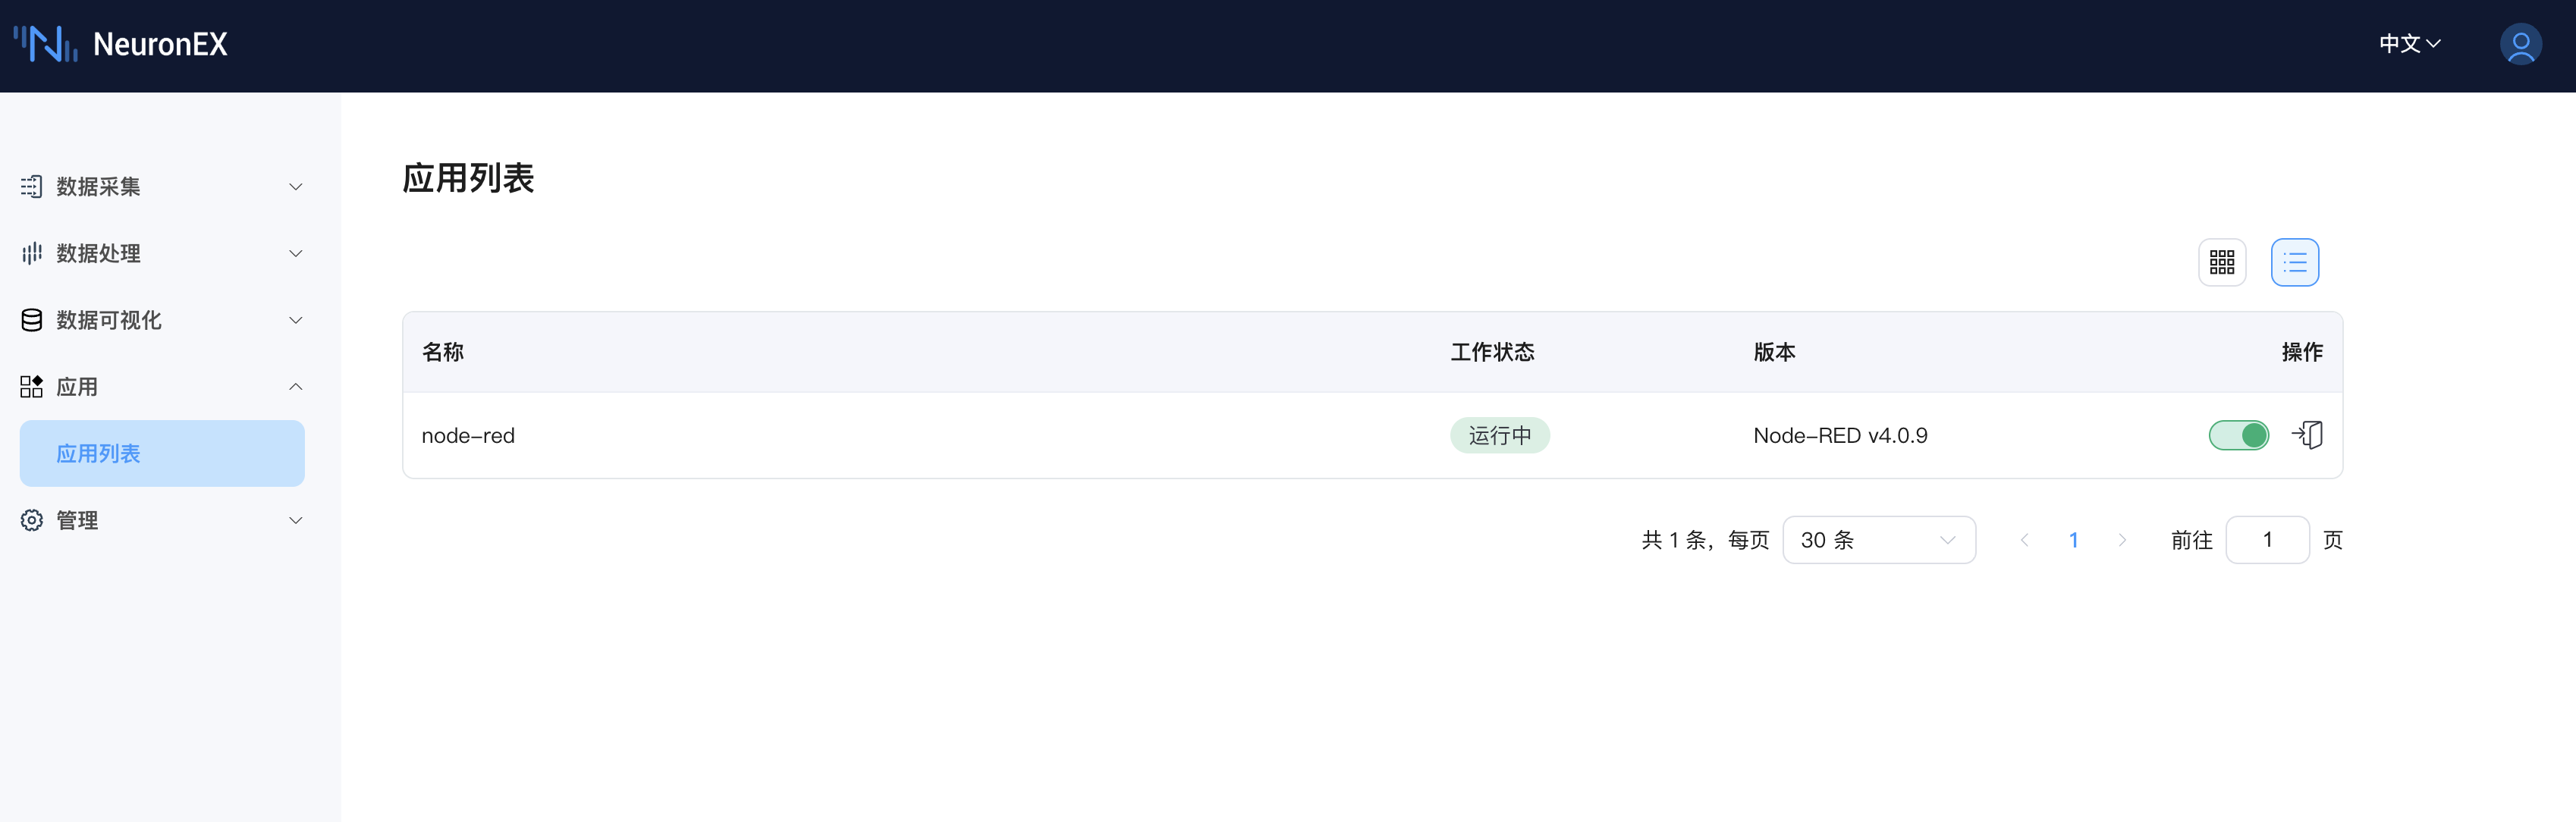 NeuronEX
中文
数据采集
数据处理
数据可视化
应用
应用列表
管理
应用列表
名称 工作状态 版本 操作
node-red 运行中 Node-RED v4.0.9
共 1 条，每页 30 条 1 前往 1 页